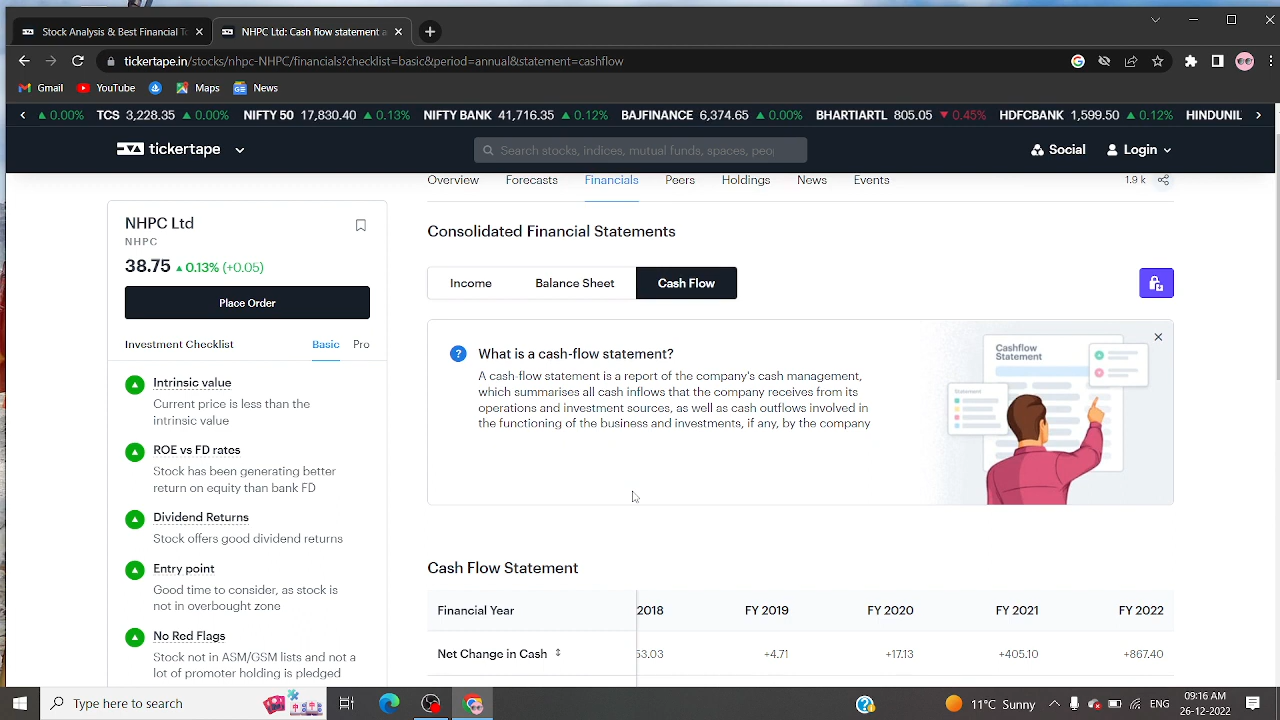 Stock Analysis & Best Financial To
NHPC Ltd: Cash flow statement a
tickertape.in/stocks/nhpc-NHPC/financials?checklist=basic&period=annual&statement=cashflow
Gmail YouTube Maps News
0.00% TCS 3,228.35 ▲ 0.00% NIFTY 50 17,830.40 ▲ 0.13% NIFTY BANK 41,716.35 ▲ 0.12% BAJFINANCE 6,374.65 ▲ 0.00% BHARTIARTL 805.05 ▼ 0.45% HDFCBANK 1,599.50 ▲ 0.12% HINDUNIL
tickertape
Search stocks, indices, mutual funds, spaces, peop
Social Login
Overview Forecasts Financials Peers Holdings News Events 1.9 k
NHPC Ltd
NHPC
38.75 ▲ 0.13% (+0.05)
Place Order
Investment Checklist Basic Pro
Intrinsic value
Current price is less than the
intrinsic value
ROE vs FD rates
Stock has been generating better
return on equity than bank FD
Dividend Returns
Stock offers good dividend returns
Entry point
Good time to consider, as stock is
not in overbought zone
No Red Flags
Stock not in ASM/GSM lists and not a
lot of promoter holding is pledged
Consolidated Financial Statements
Income Balance Sheet Cash Flow
? What is a cash-flow statement?
A cash-flow statement is a report of the company's cash management,
which summarises all cash inflows that the company receives from its
operations and investment sources, as well as cash outflows involved in
the functioning of the business and investments, if any, by the company
Cashflow
Statement
Cash Flow Statement
Financial Year 2018 FY 2019 FY 2020 FY 2021 FY 2022
Net Change in Cash 53.03 +4.71 +17.13 +405.10 +867.40
Type here to search
11°C Sunny ENG 09:16 AM
26-12-2022